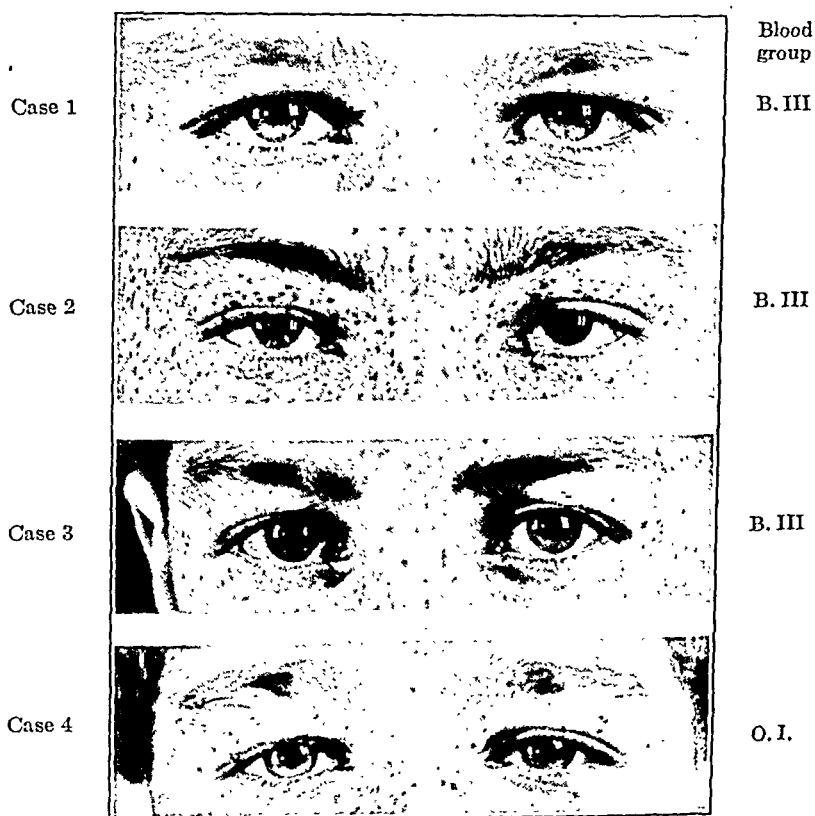 Blood
group
Case 1
B. III
Case 2
B. III
Case 3
B. III
Case 4
O. I.